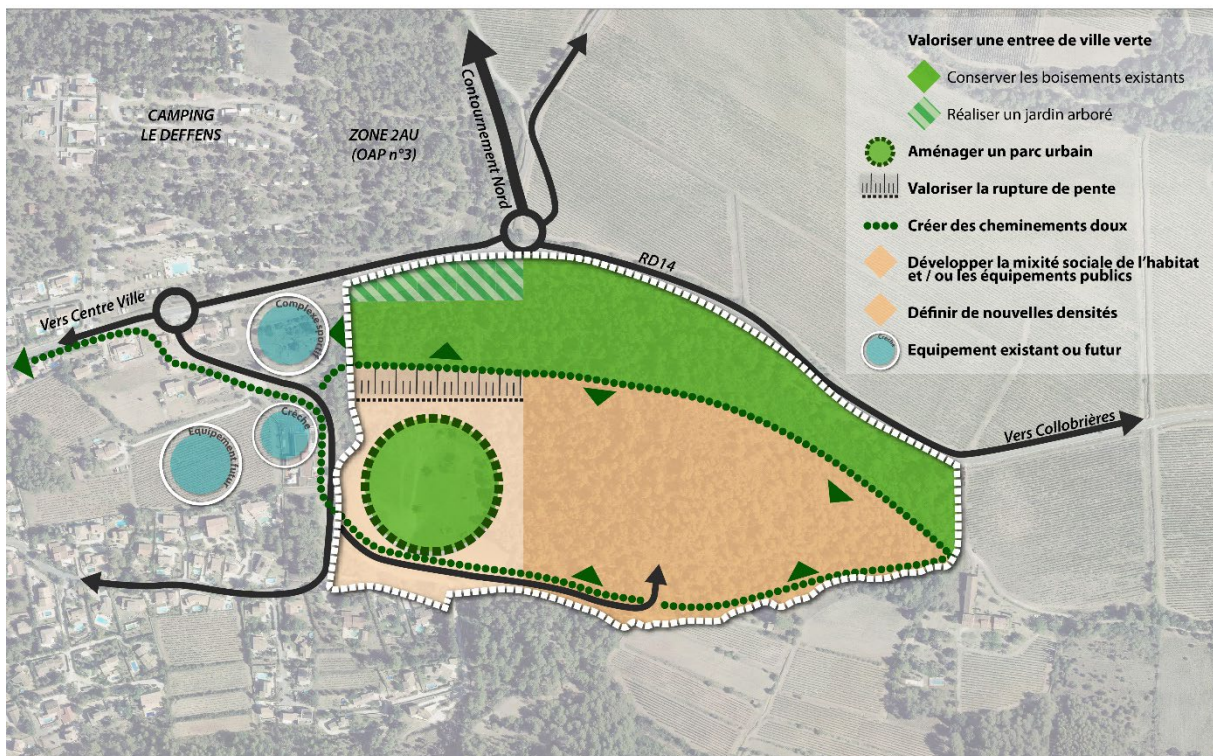 Valoriser une entree de ville verte
Conserver les boisements existants
Réaliser un jardin arboré
Aménager un parc urbain
Valoriser la rupture de pente
Créer des cheminements doux
Développer la mixité sociale de l'habitat
et / ou les équipements publics
Définir de nouvelles densités
Crèche
Equipement existant ou futur
CAMPING
LE DEFFENS
ZONE 2AU
(OAP n°3)
Contournement Nord
RD14
Vers Centre Ville
Complexe sportif
Crèche
Equipement futur
Vers Collobrières